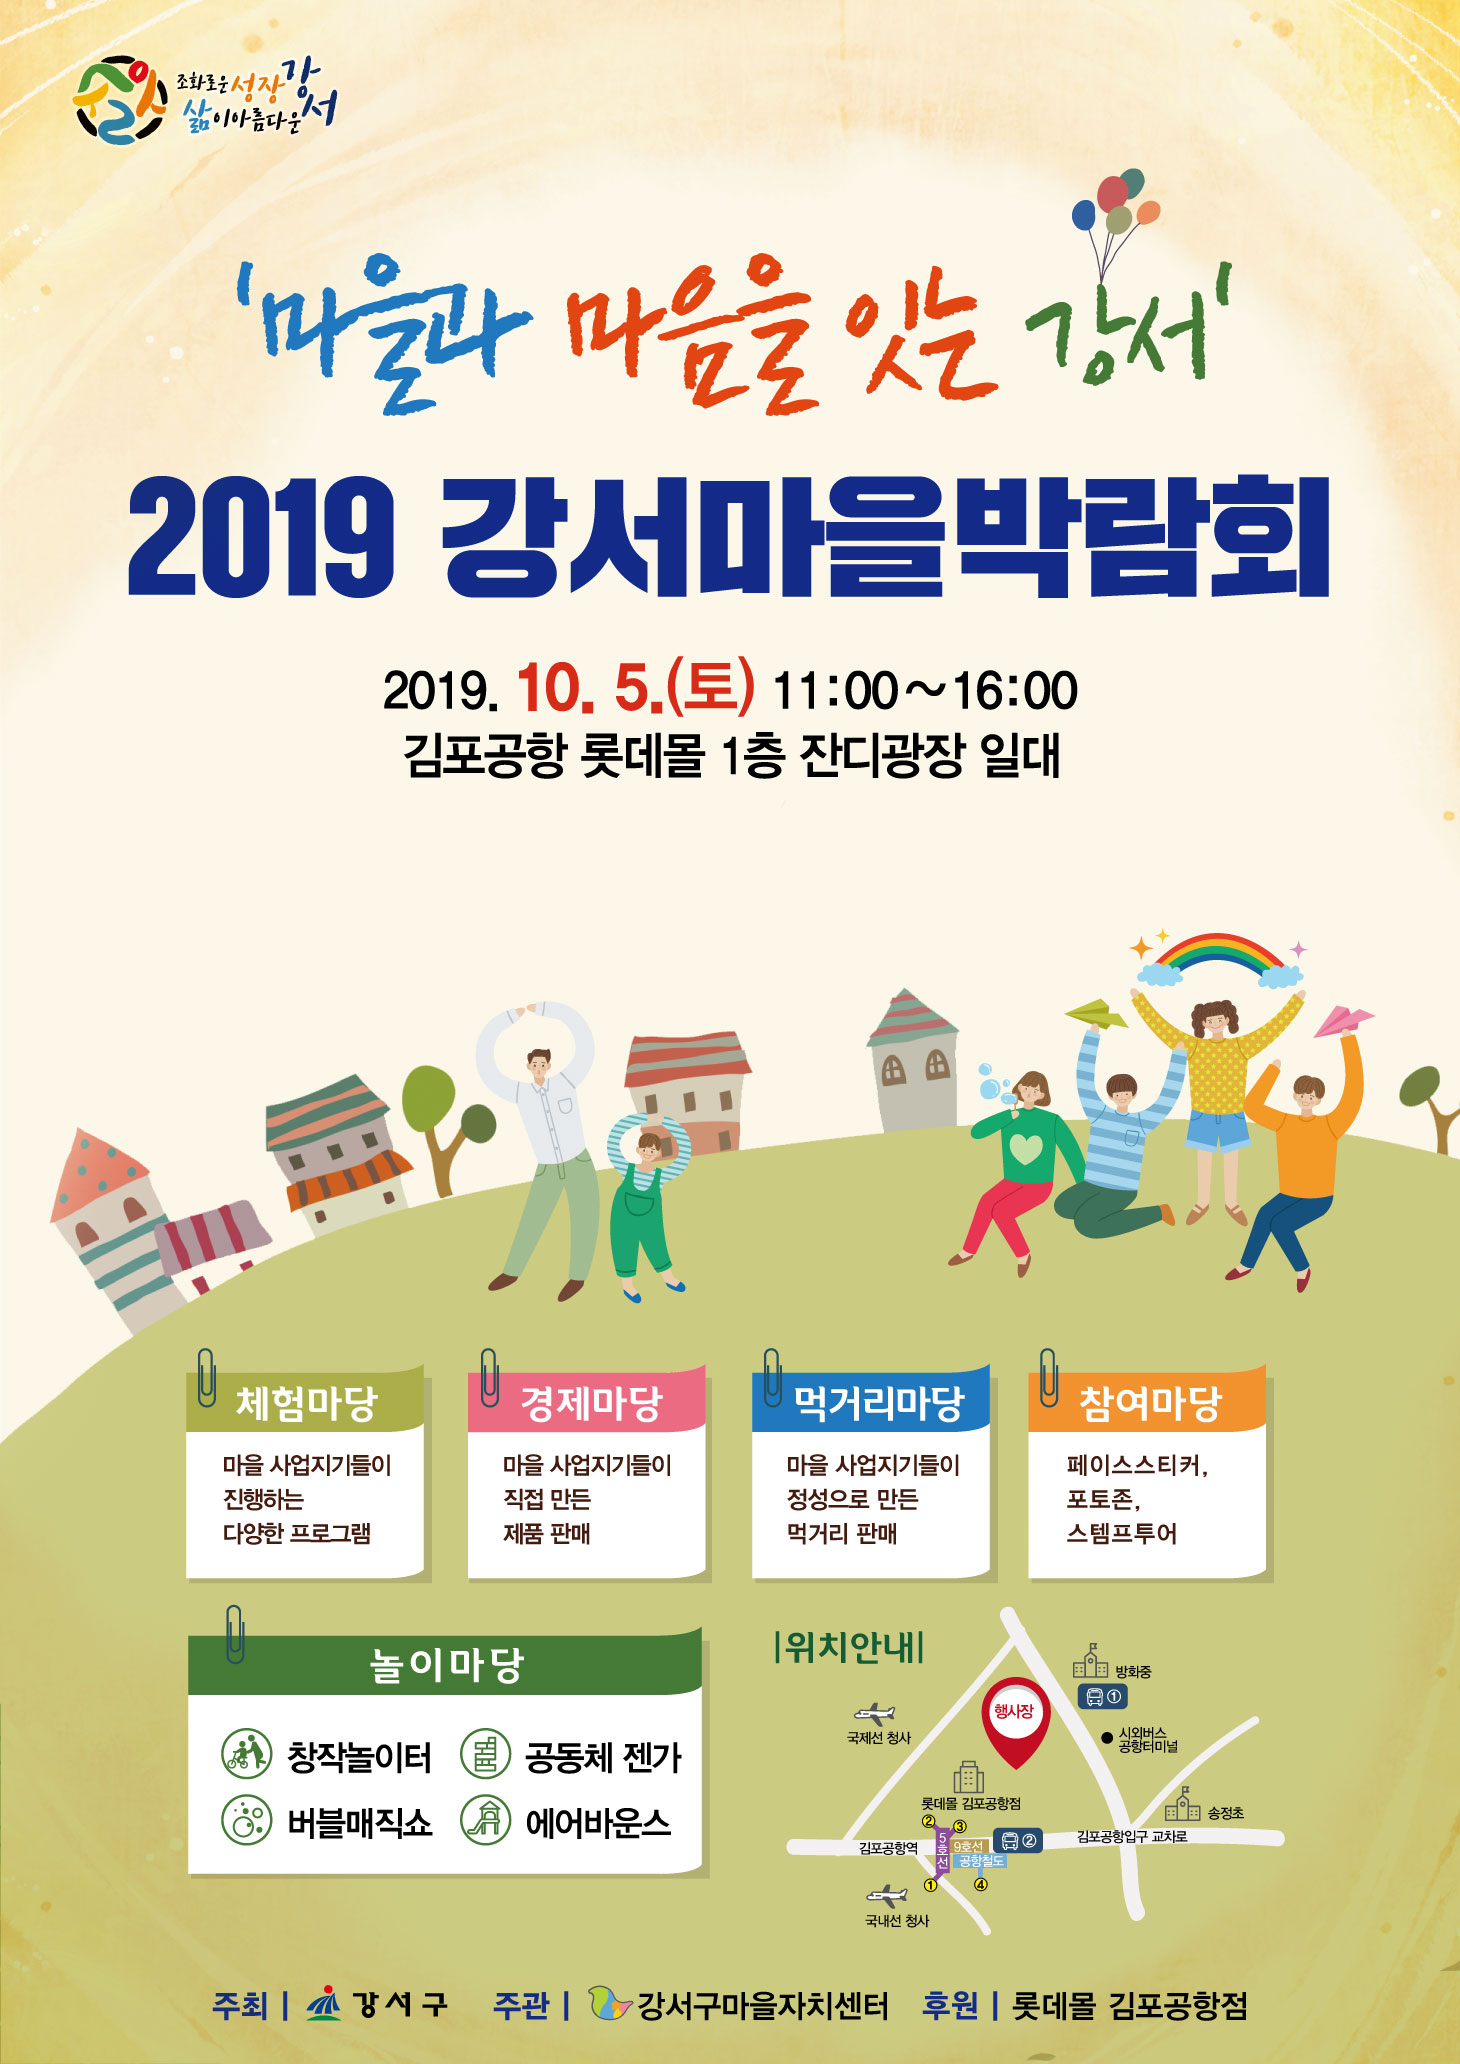 조화로운 성장 강서
삶이 아름다운
'마을과 마음을 잇는 강서'
2019 강서마을박람회
2019. 10. 5.(토) 11:00~16:00
김포공항 롯데몰 1층 잔디광장 일대
체험마당
마을 사업지기들이
진행하는
다양한 프로그램
경제마당
마을 사업지기들이
직접 만든
제품 판매
먹거리마당
마을 사업지기들이
정성으로 만든
먹거리 판매
참여마당
페이스스티커,
포토존,
스템프투어
놀이마당
창작놀이터
공동체 젠가
버블매직쇼
에어바운스
|위치안내|
방화중
①
행사장
국제선 청사
시외버스
공항터미널
롯데몰 김포공항점
송정초
② ③
김포공항역
5호선
9호선
②
김포공항입구 교차로
공항철도
① ④
국내선 청사
주최 | 강서구 주관 | 강서구마을자치센터 후원 | 롯데몰 김포공항점